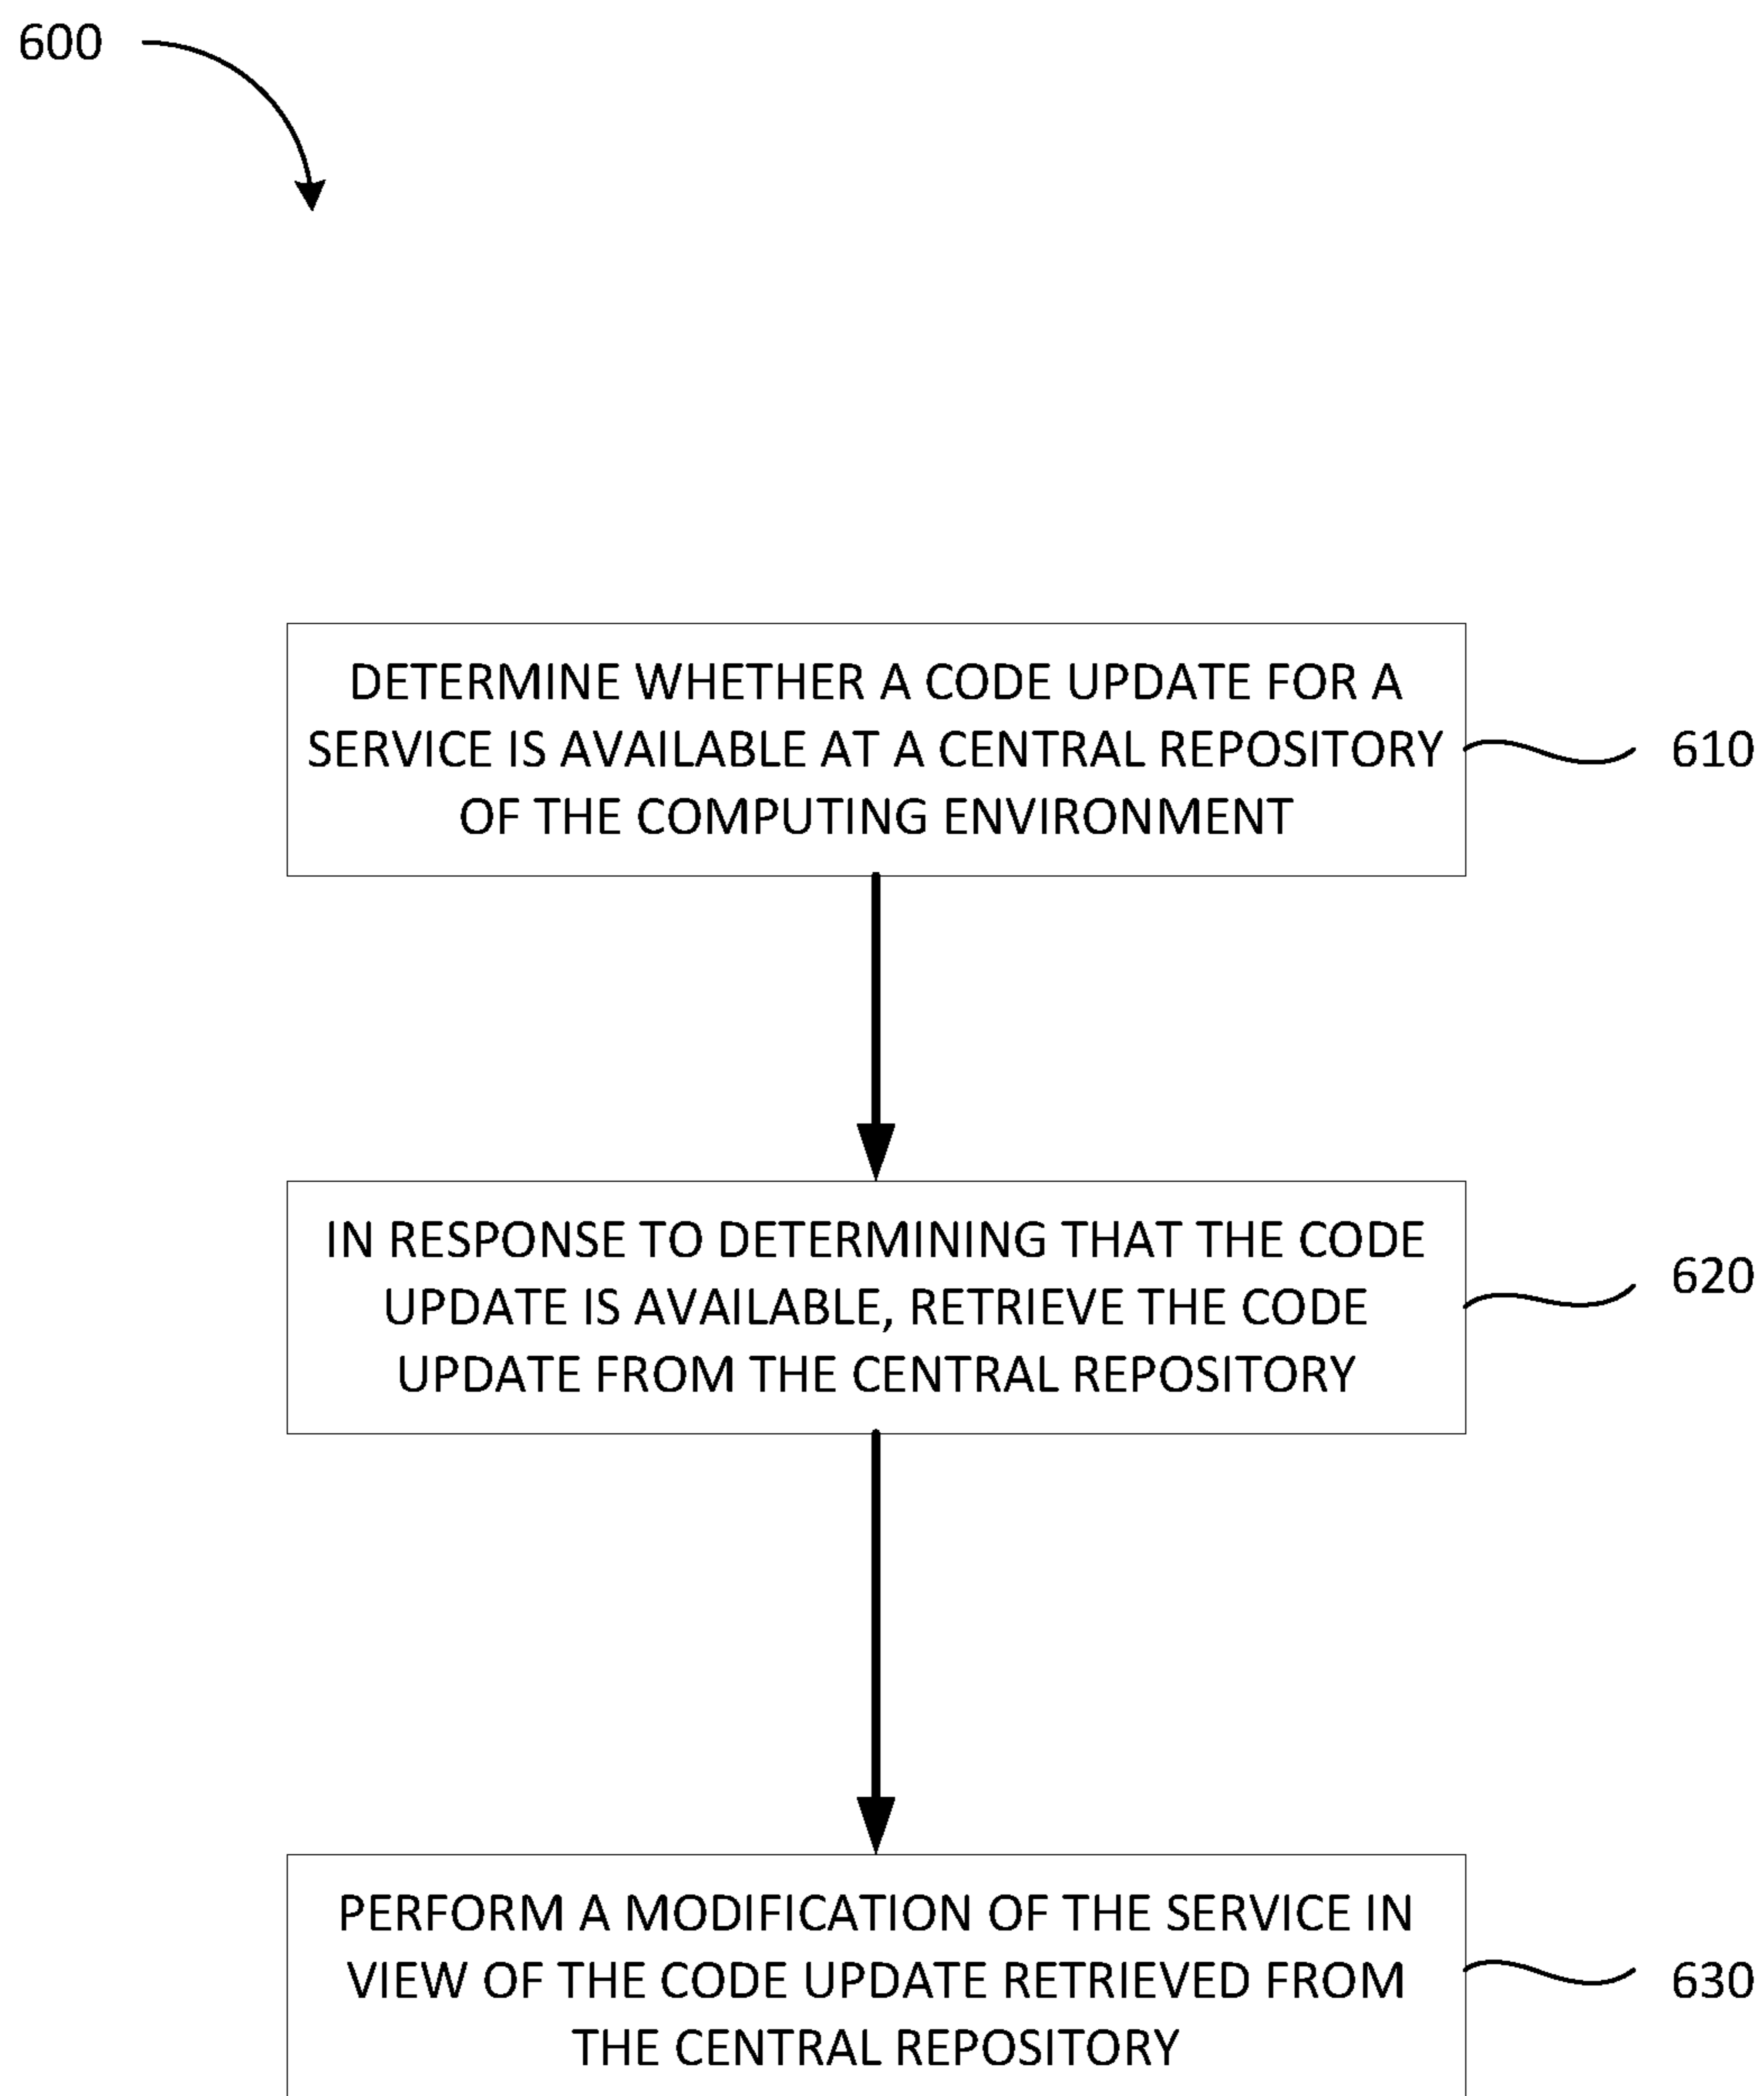 600
DETERMINE WHETHER A CODE UPDATE FOR A
SERVICE IS AVAILABLE AT A CENTRAL REPOSITORY
OF THE COMPUTING ENVIRONMENT
610
IN RESPONSE TO DETERMINING THAT THE CODE
UPDATE IS AVAILABLE, RETRIEVE THE CODE
UPDATE FROM THE CENTRAL REPOSITORY
620
PERFORM A MODIFICATION OF THE SERVICE IN
VIEW OF THE CODE UPDATE RETRIEVED FROM
THE CENTRAL REPOSITORY
630